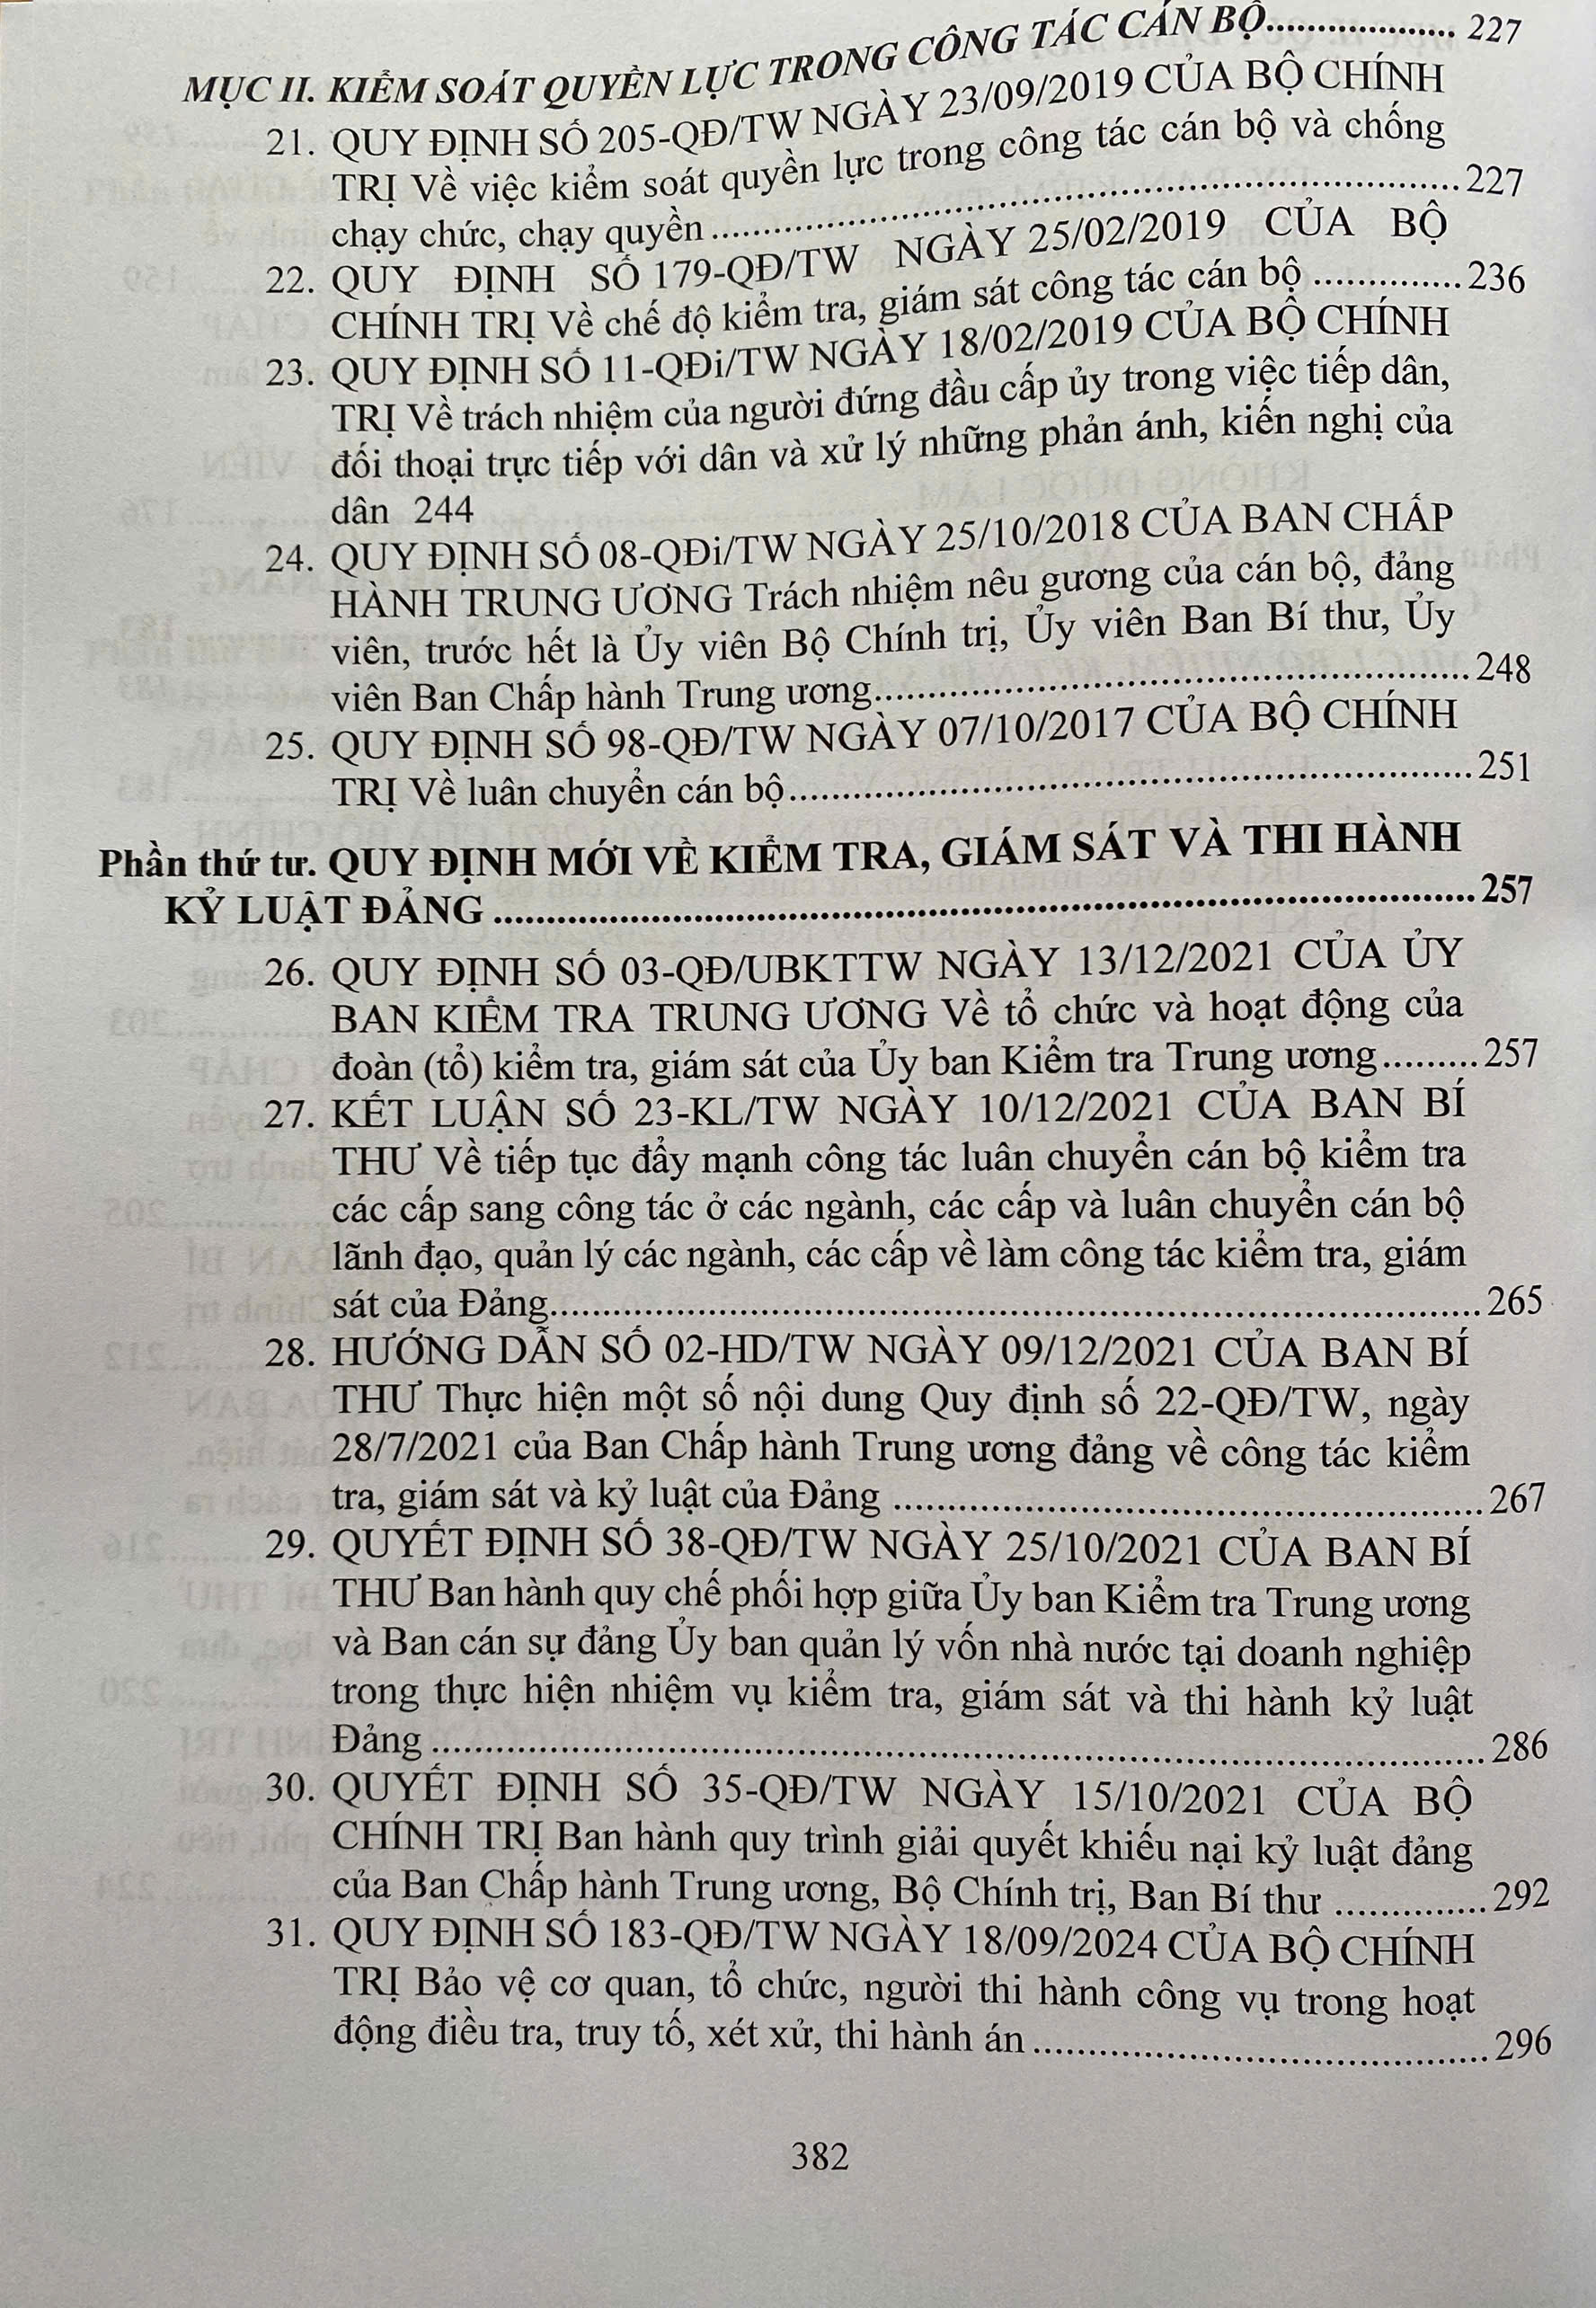 MỤC II. KIỂM SOÁT QUYỀN LỰC TRONG CÔNG TÁC CÁN BỘ.................... 227
21. QUY ĐỊNH SỐ 205-QĐ/TW NGÀY 23/09/2019 CỦA BỘ CHÍNH
TRỊ Về việc kiểm soát quyền lực trong công tác cán bộ và chống
chạy chức, chạy quyền ........................................................................ 227
22. QUY ĐỊNH SỐ 179-QĐ/TW NGÀY 25/02/2019 CỦA BỘ
CHÍNH TRỊ Về chế độ kiểm tra, giám sát công tác cán bộ .............. 236
23. QUY ĐỊNH SỐ 11-QĐi/TW NGÀY 18/02/2019 CỦA BỘ CHÍNH
TRỊ Về trách nhiệm của người đứng đầu cấp ủy trong việc tiếp dân,
đối thoại trực tiếp với dân và xử lý những phản ánh, kiến nghị của
dân 244
24. QUY ĐỊNH SỐ 08-QĐi/TW NGÀY 25/10/2018 CỦA BAN CHẤP
HÀNH TRUNG ƯƠNG Trách nhiệm nêu gương của cán bộ, đảng
viên, trước hết là Ủy viên Bộ Chính trị, Ủy viên Ban Bí thư, Ủy
viên Ban Chấp hành Trung ương.......................................................... 248
25. QUY ĐỊNH SỐ 98-QĐ/TW NGÀY 07/10/2017 CỦA BỘ CHÍNH
TRỊ Về luân chuyển cán bộ.................................................................. 251
Phần thứ tư. QUY ĐỊNH MỚI VỀ KIỂM TRA, GIÁM SÁT VÀ THI HÀNH
KỶ LUẬT ĐẢNG ................................................................................................ 257
26. QUY ĐỊNH SỐ 03-QĐ/UBKTTW NGÀY 13/12/2021 CỦA ỦY
BAN KIỂM TRA TRUNG ƯƠNG Về tổ chức và hoạt động của
đoàn (tổ) kiểm tra, giám sát của Ủy ban Kiểm tra Trung ương......... 257
27. KẾT LUẬN SỐ 23-KL/TW NGÀY 10/12/2021 CỦA BAN BÍ
THƯ Về tiếp tục đẩy mạnh công tác luân chuyển cán bộ kiểm tra
các cấp sang công tác ở các ngành, các cấp và luân chuyển cán bộ
lãnh đạo, quản lý các ngành, các cấp về làm công tác kiểm tra, giám
sát của Đảng......................................................................................... 265
28. HƯỚNG DẪN SỐ 02-HD/TW NGÀY 09/12/2021 CỦA BAN BÍ
THƯ Thực hiện một số nội dung Quy định số 22-QĐ/TW, ngày
28/7/2021 của Ban Chấp hành Trung ương đảng về công tác kiểm
tra, giám sát và kỷ luật của Đảng ......................................................... 267
29. QUYẾT ĐỊNH SỐ 38-QĐ/TW NGÀY 25/10/2021 CỦA BAN BÍ
THƯ Ban hành quy chế phối hợp giữa Ủy ban Kiểm tra Trung ương
và Ban cán sự đảng Ủy ban quản lý vốn nhà nước tại doanh nghiệp
trong thực hiện nhiệm vụ kiểm tra, giám sát và thi hành kỷ luật
Đảng ..................................................................................................... 286
30. QUYẾT ĐỊNH SỐ 35-QĐ/TW NGÀY 15/10/2021 CỦA BỘ
CHÍNH TRỊ Ban hành quy trình giải quyết khiếu nại kỷ luật đảng
của Ban Chấp hành Trung ương, Bộ Chính trị, Ban Bí thư .............. 292
31. QUY ĐỊNH SỐ 183-QĐ/TW NGÀY 18/09/2024 CỦA BỘ CHÍNH
TRỊ Bảo vệ cơ quan, tổ chức, người thi hành công vụ trong hoạt
động điều tra, truy tố, xét xử, thi hành án ............................................ 296
382